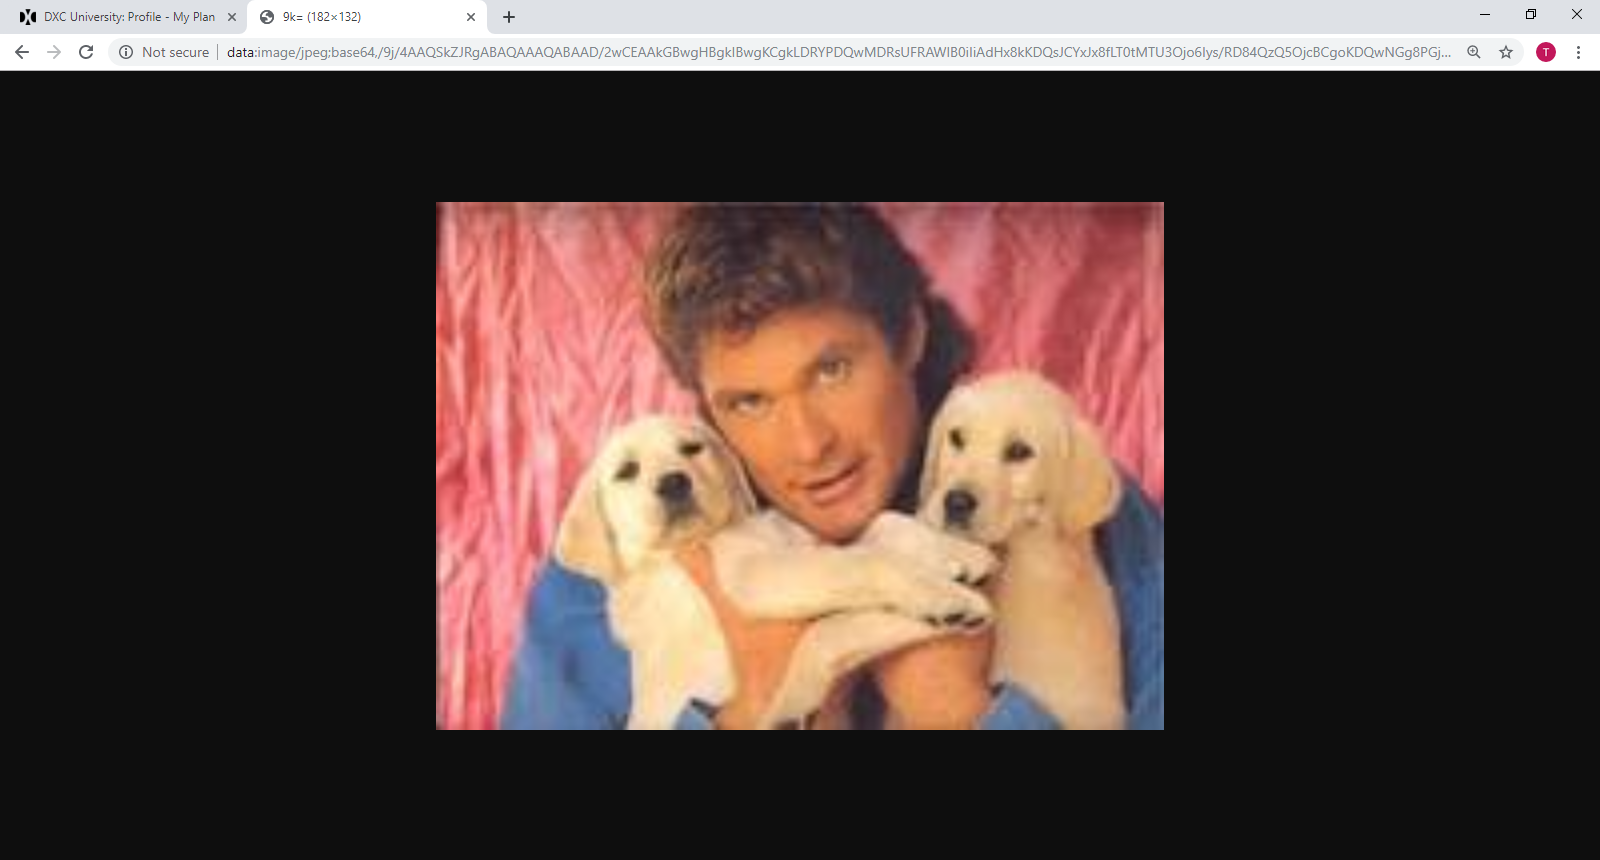 DXC University: Profile - My Plan
9k= (182×132)
Not secure
data:image/jpeg;base64,/9j/4AAQSkZJRgABAQAAAQABAAD/2wCEAAkGBwgHBgkIBwgKCgkLDRYPDQwMDRsUFRAWIB0iIiAdHx8kKDQsJCYxJx8fLT0tMTU3Ojo6Iys/RD84QzQ5OjcBCgoKDQwNGg8PGj...
T